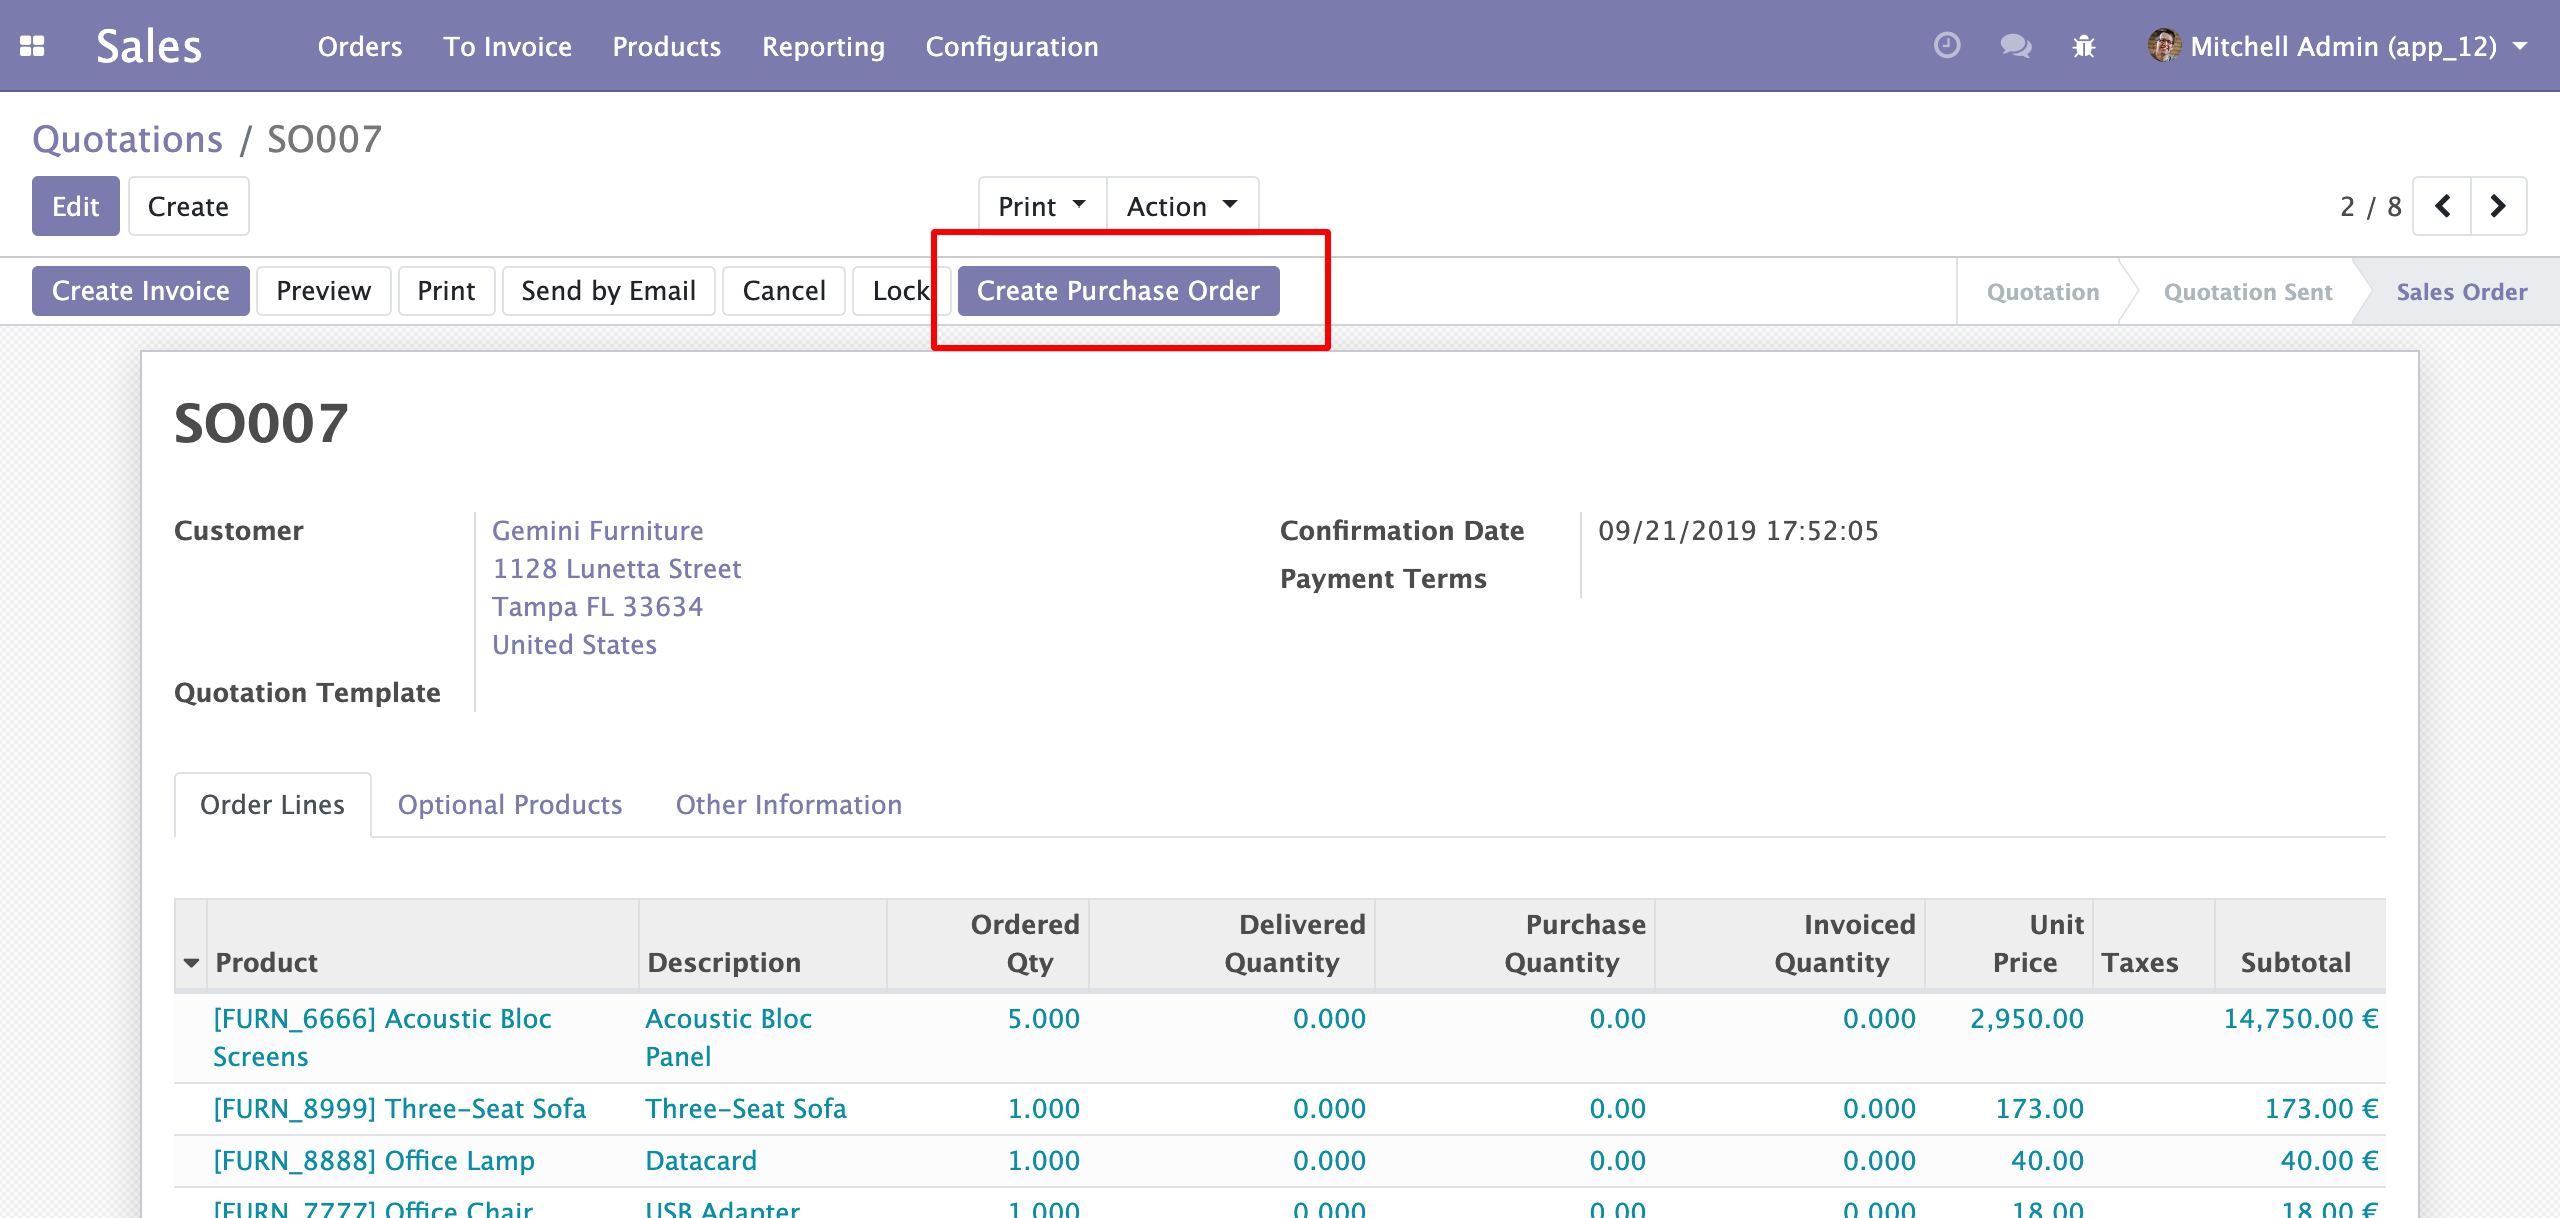 Sales Orders To Invoice Products Reporting Configuration Mitchell Admin (app_12)
Quotations / SO007
Edit Create Print Action 2 / 8
Create Invoice Preview Print Send by Email Cancel Lock Create Purchase Order Quotation Quotation Sent Sales Order
SO007
Customer Gemini Furniture
1128 Lunetta Street
Tampa FL 33634
United States
Confirmation Date 09/21/2019 17:52:05
Payment Terms
Quotation Template
Order Lines Optional Products Other Information
Product Description Ordered Qty Delivered Quantity Purchase Quantity Invoiced Quantity Unit Price Taxes Subtotal
[FURN_6666] Acoustic Bloc Screens Acoustic Bloc Panel 5.000 0.000 0.00 0.000 2,950.00 14,750.00 €
[FURN_8999] Three-Seat Sofa Three-Seat Sofa 1.000 0.000 0.00 0.000 173.00 173.00 €
[FURN_8888] Office Lamp Datacard 1.000 0.000 0.00 0.000 40.00 40.00 €
[FURN_7777] Office Chair USB Adapter 1.000 0.000 0.00 0.000 18.00 18.00 €